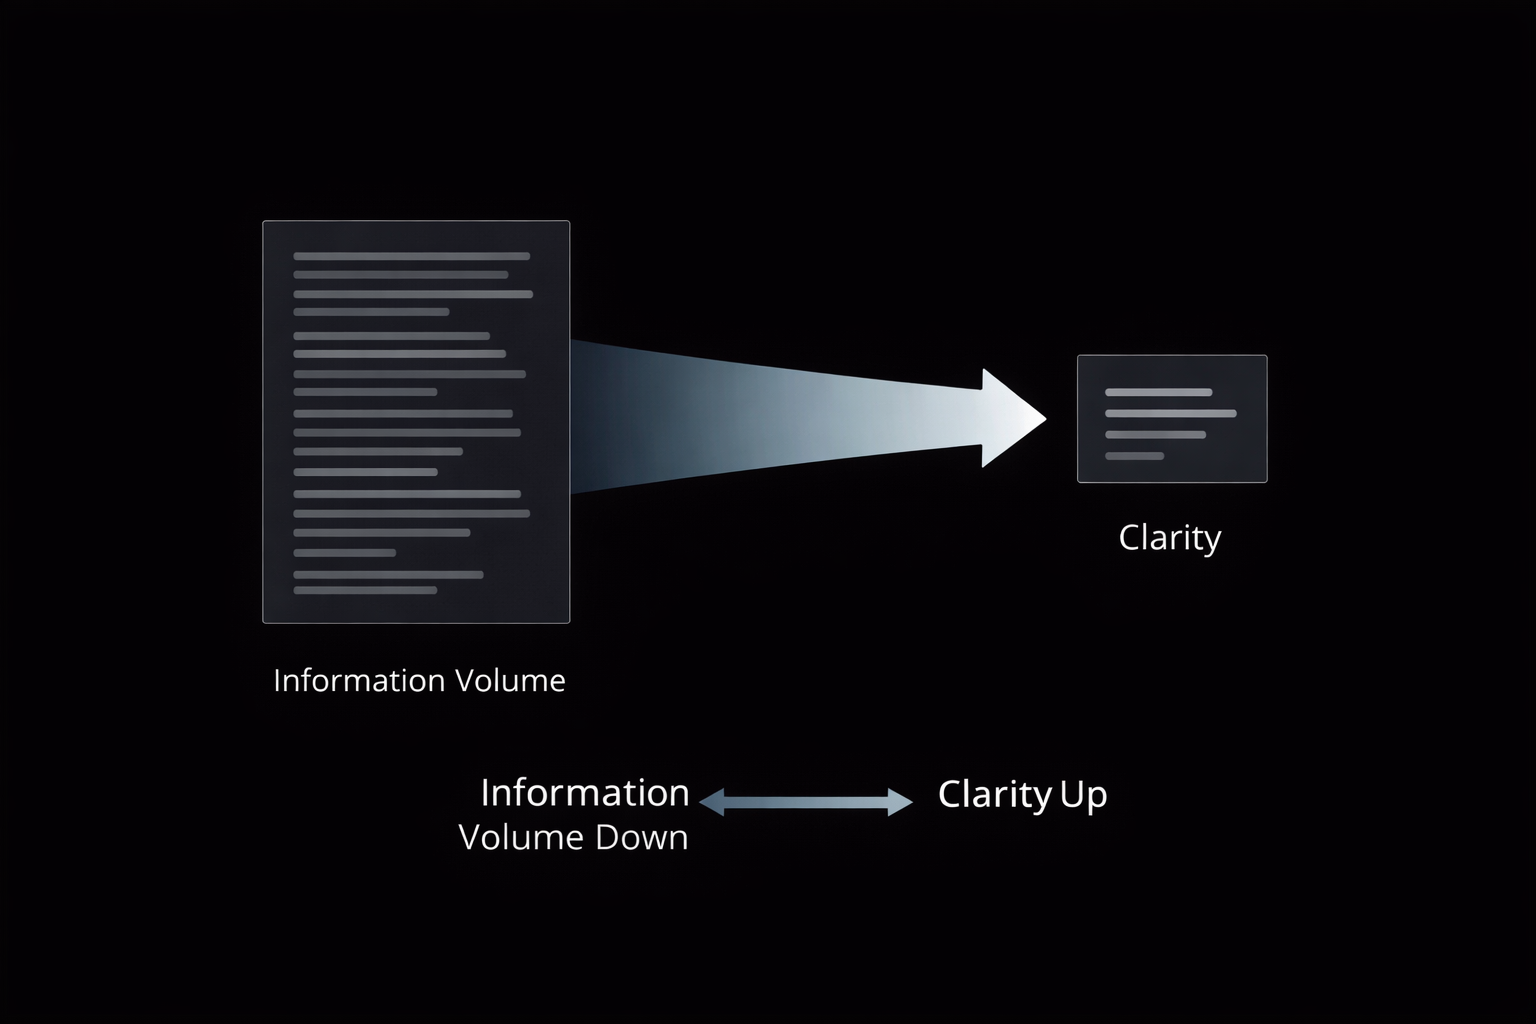 Clarity
Information Volume
Information
Volume Down
Clarity Up